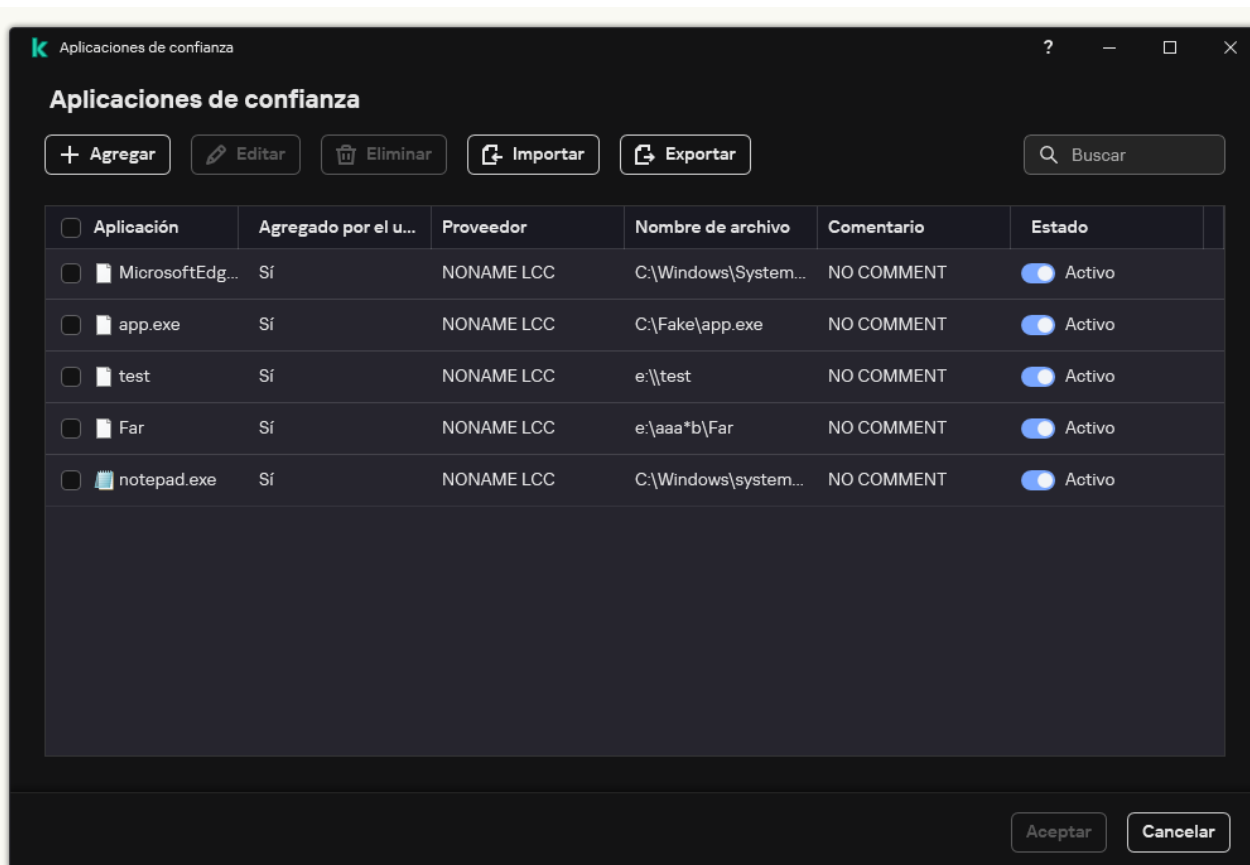 Aplicaciones de confianza
?
Aplicaciones de confianza
Agregar Editar Eliminar Importar Exportar Buscar
Aplicación Agregado por el u... Proveedor Nombre de archivo Comentario Estado
MicrosoftEdg... Sí NONAME LCC C:\Windows\System... NO COMMENT Activo
app.exe Sí NONAME LCC C:\Fake\app.exe NO COMMENT Activo
test Sí NONAME LCC e:\\test NO COMMENT Activo
Far Sí NONAME LCC e:\aaa*b\Far NO COMMENT Activo
notepad.exe Sí NONAME LCC C:\Windows\system... NO COMMENT Activo
Aceptar Cancelar